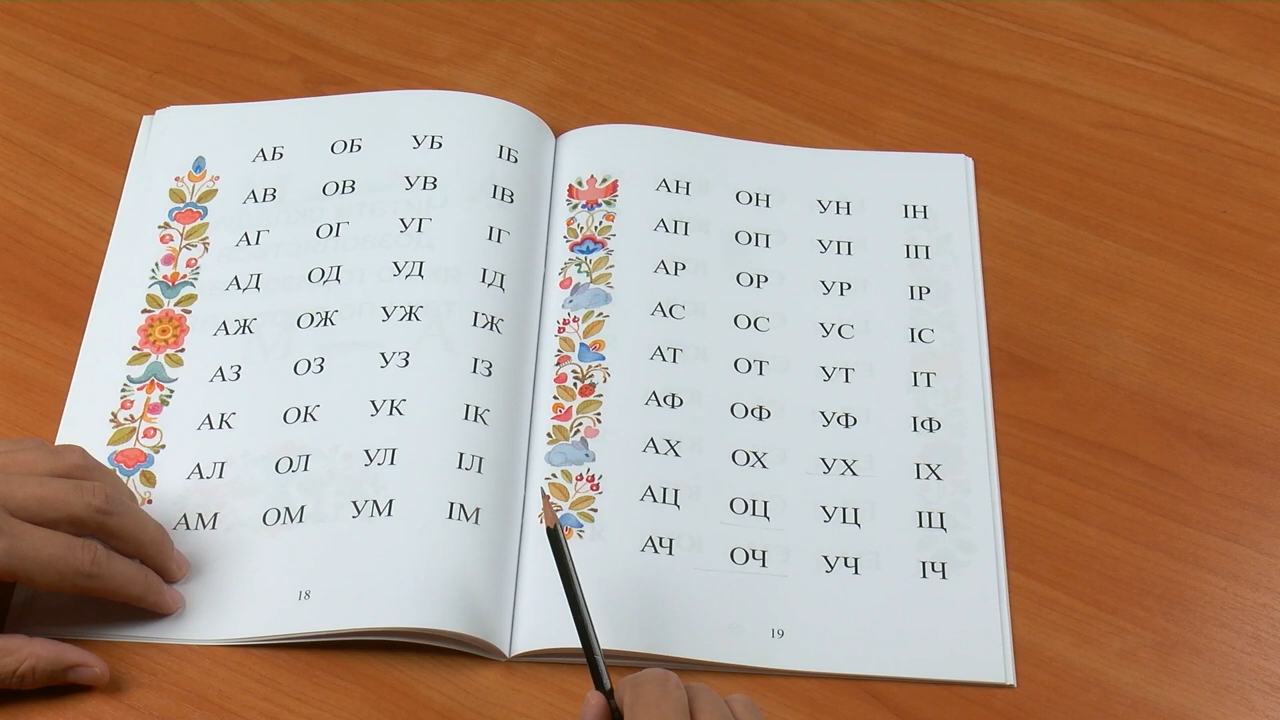 АБ ОБ УБ ІБ
АВ ОВ УВ ІВ
АГ ОГ УГ ІГ
АД ОД УД ІД
АЖ ОЖ УЖ ІЖ
АЗ ОЗ УЗ ІЗ
АК ОК УК ІК
АЛ ОЛ УЛ ІЛ
АМ ОМ УМ ІМ
18
АН ОН УН ІН
АП ОП УП ІП
АР ОР УР ІР
АС ОС УС ІС
АТ ОТ УТ ІТ
АФ ОФ УФ ІФ
АХ ОХ УХ ІХ
АЦ ОЦ УЦ ІЦ
АЧ ОЧ УЧ ІЧ
19